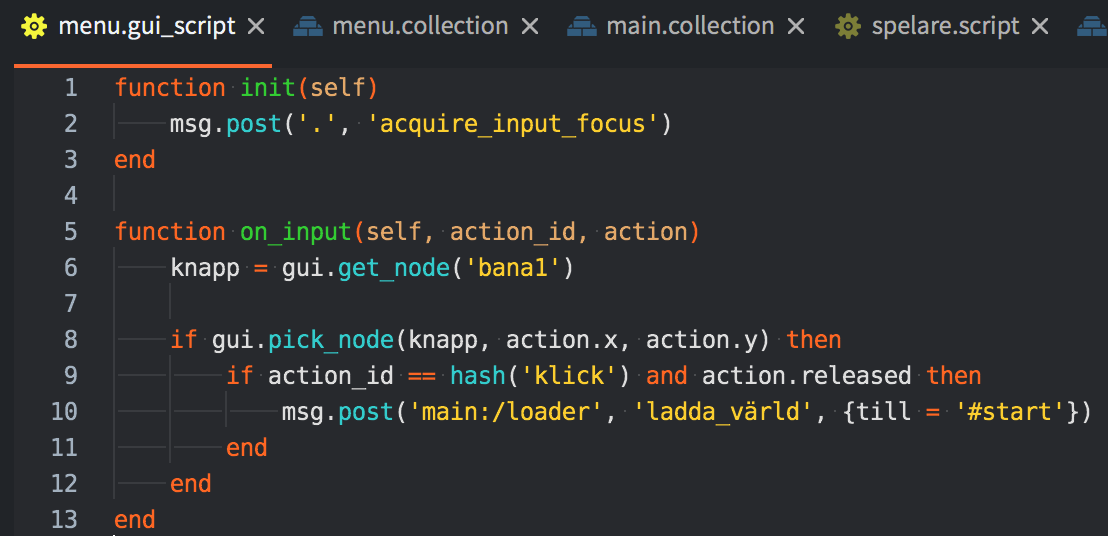 menu.gui_script × menu.collection × main.collection × spelare.script ×
1 function init(self)
2 msg.post('.', 'acquire_input_focus')
3 end
4
5 function on_input(self, action_id, action)
6 knapp = gui.get_node('bana1')
7
8 if gui.pick_node(knapp, action.x, action.y) then
9 if action_id == hash('klick') and action.released then
10 msg.post('main:/loader', 'ladda_värld', {till = '#start'})
11 end
12 end
13 end